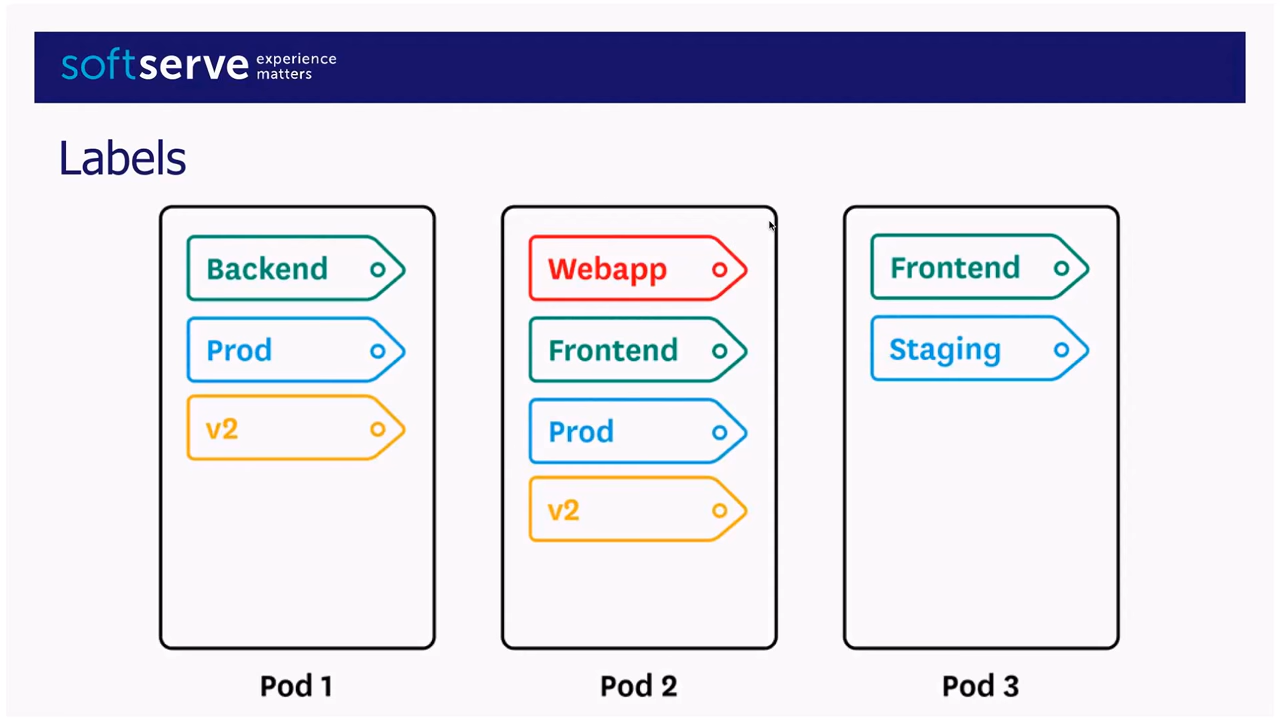 softserve experience
matters
Labels
Backend
Prod
v2
Pod 1
Webapp
Frontend
Prod
v2
Pod 2
Frontend
Staging
Pod 3